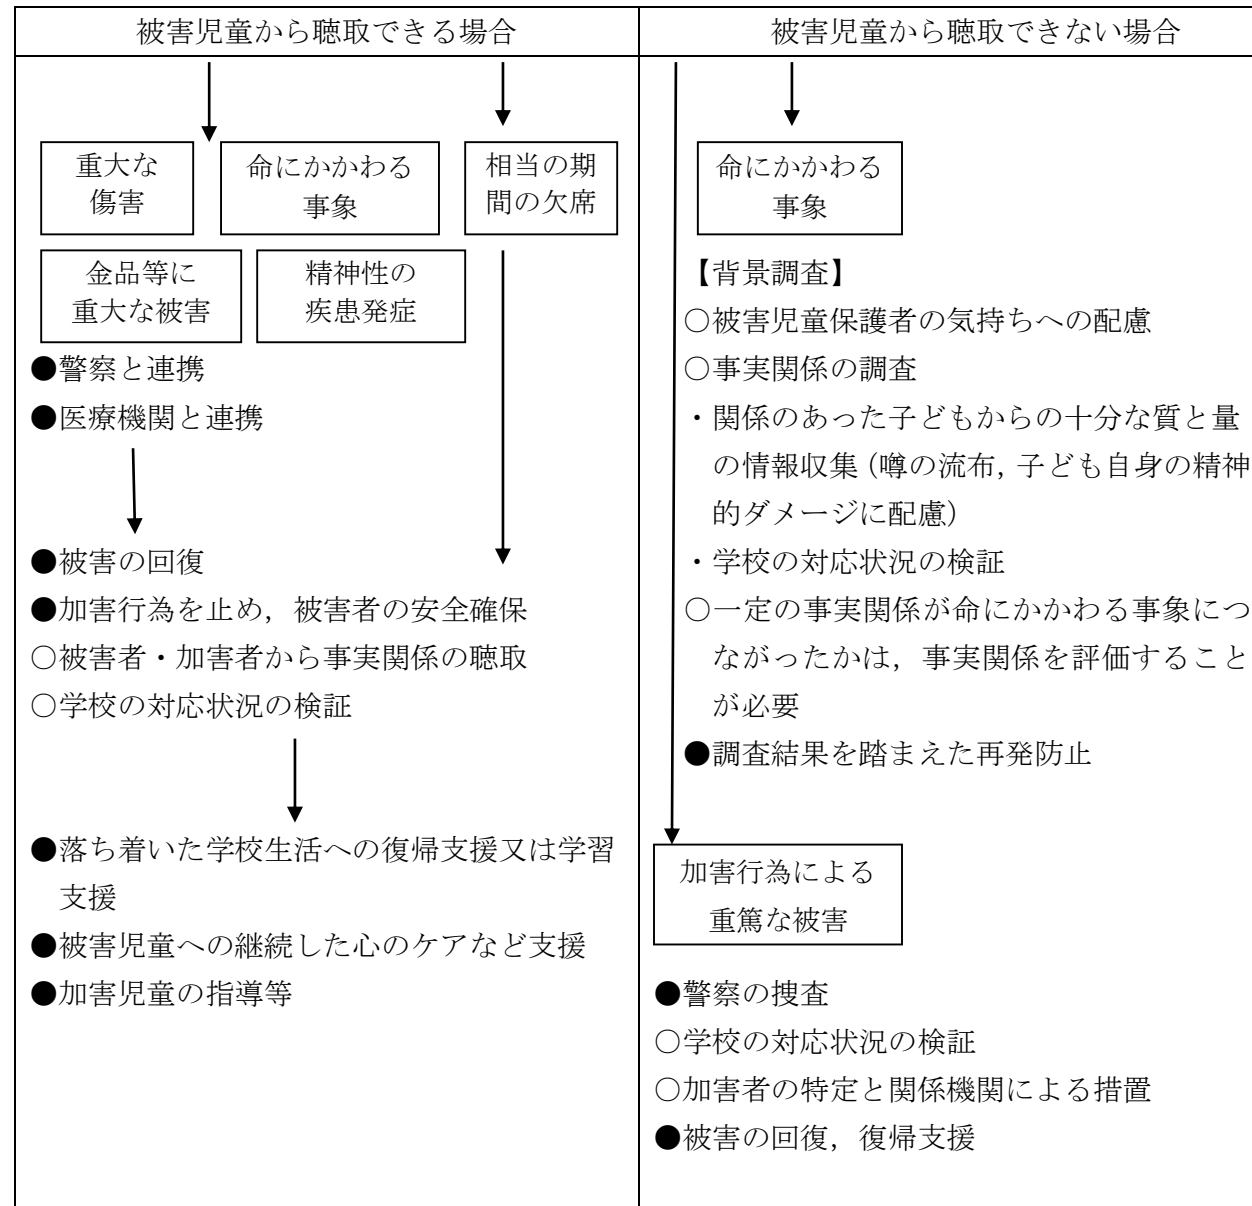 被害児童から聴取できる場合
重大な
傷害
命にかかわる
事象
相当の期
間の欠席
金品等に
重大な被害
精神性の
疾患発症
●警察と連携
●医療機関と連携
●被害の回復
●加害行為を止め，被害者の安全確保
○被害者・加害者から事実関係の聴取
○学校の対応状況の検証
●落ち着いた学校生活への復帰支援又は学習
支援
●被害児童への継続した心のケアなど支援
●加害児童の指導等
被害児童から聴取できない場合
命にかかわる
事象
【背景調査】
○被害児童保護者の気持ちへの配慮
○事実関係の調査
・関係のあった子どもからの十分な質と量
の情報収集（噂の流布，子ども自身の精神
的ダメージに配慮）
・学校の対応状況の検証
○一定の事実関係が命にかかわる事象につ
ながったかは，事実関係を評価すること
が必要
●調査結果を踏まえた再発防止
加害行為による
重篤な被害
●警察の捜査
○学校の対応状況の検証
○加害者の特定と関係機関による措置
●被害の回復，復帰支援